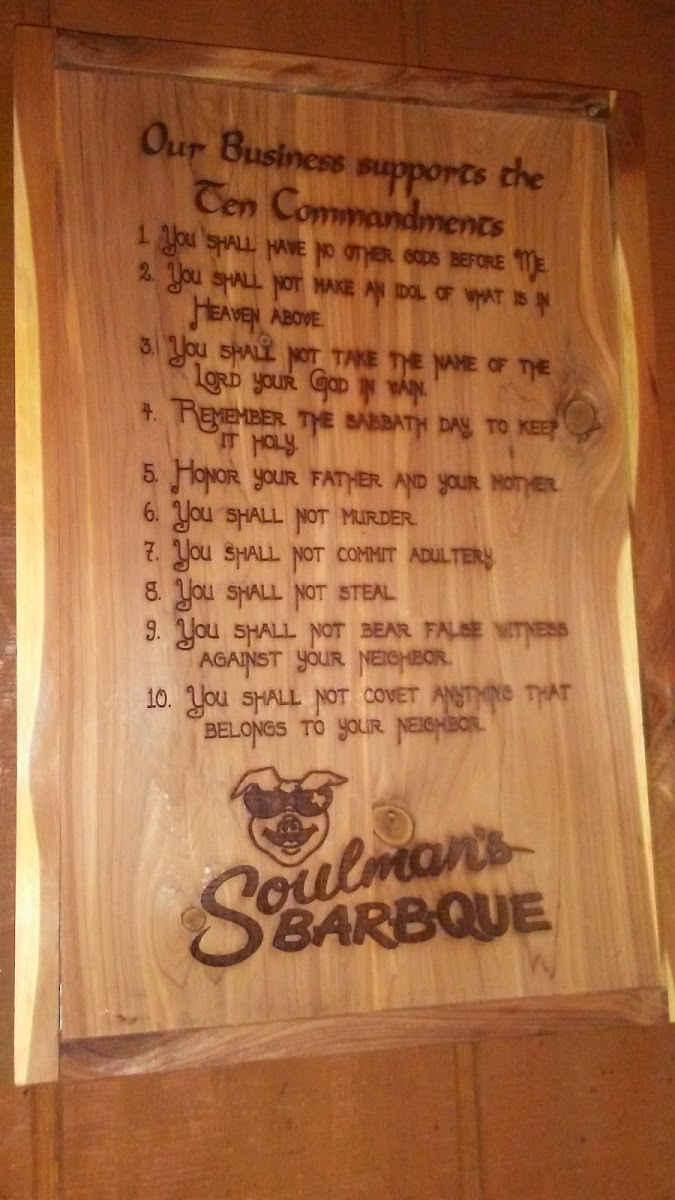 Our Business supports the
Ten Commandments
1. You shall have no other gods before Me.
2. You shall not make an idol of what is in
Heaven above.
3. You shall not take the name of the
Lord your God in vain.
4. Remember the Sabbath day, to keep
it holy.
5. Honor your father and your mother.
6. You shall not murder.
7. You shall not commit adultery.
8. You shall not steal.
9. You shall not bear false witness
against your neighbor.
10. You shall not covet anything that
belongs to your neighbor.
Soulman's
BAR-B-QUE